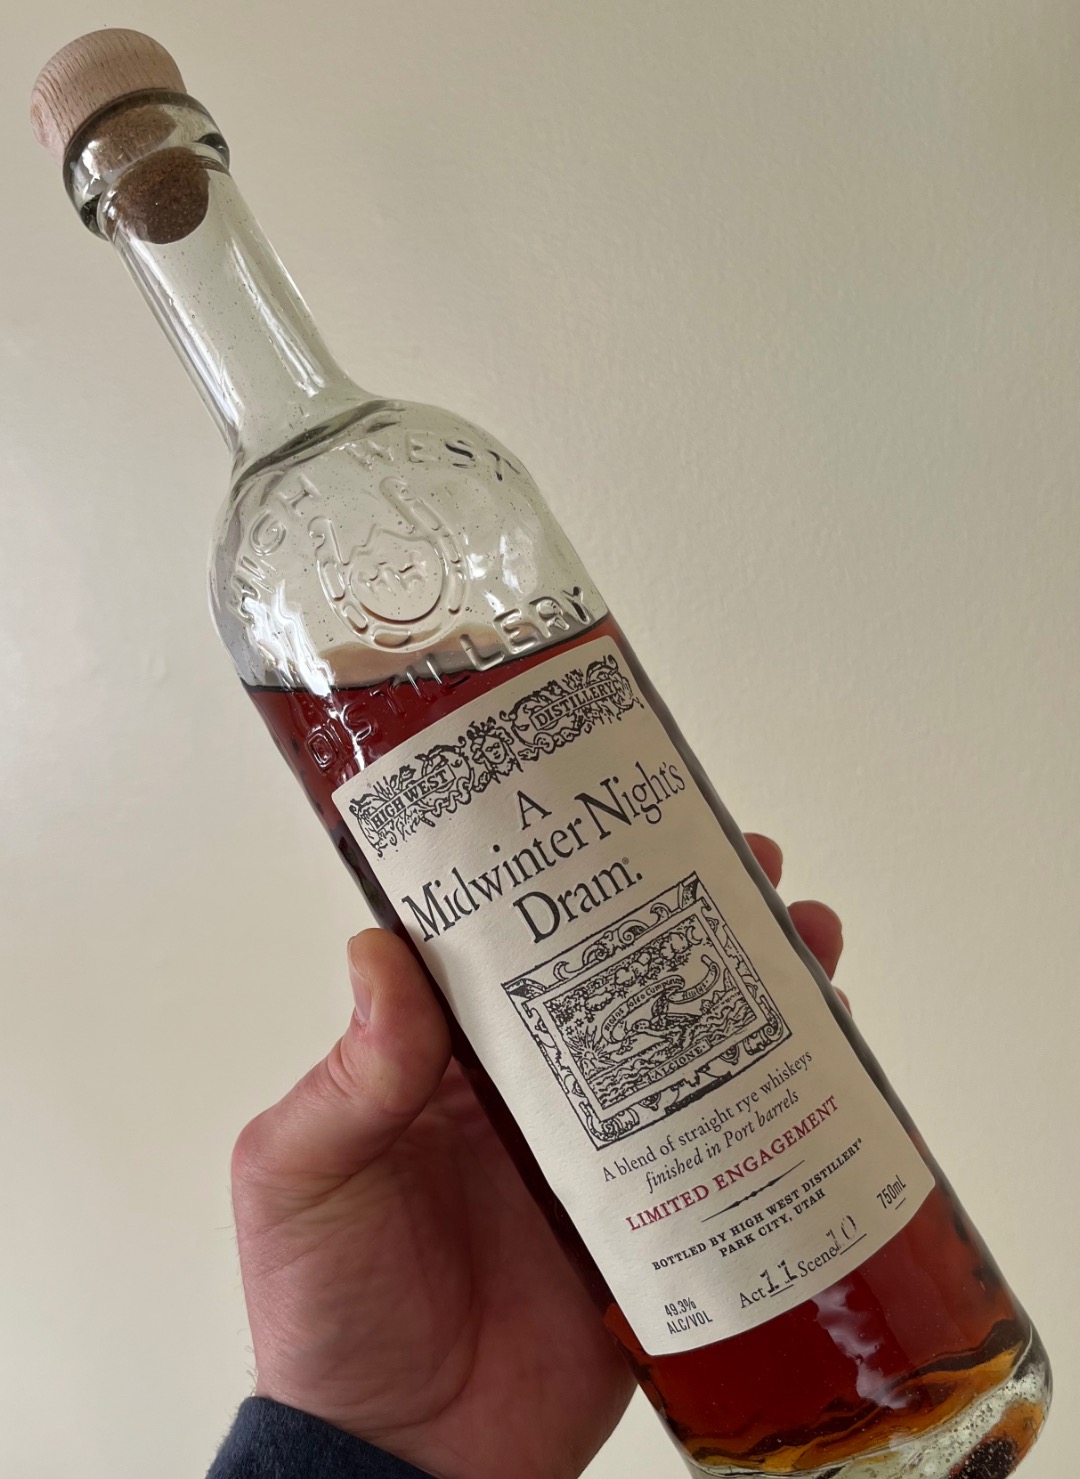 HIGH WEST
DISTILLERY
HIGH WEST
DISTILLERY
A
Midwinter Night's
Dram.®
ALCIONE.
A blend of straight rye whiskeys
finished in Port barrels
LIMITED ENGAGEMENT
BOTTLED BY HIGH WEST DISTILLERY®
PARK CITY, UTAH
750mL
49.3%
ALC/VOL
Act 11 Scene 10